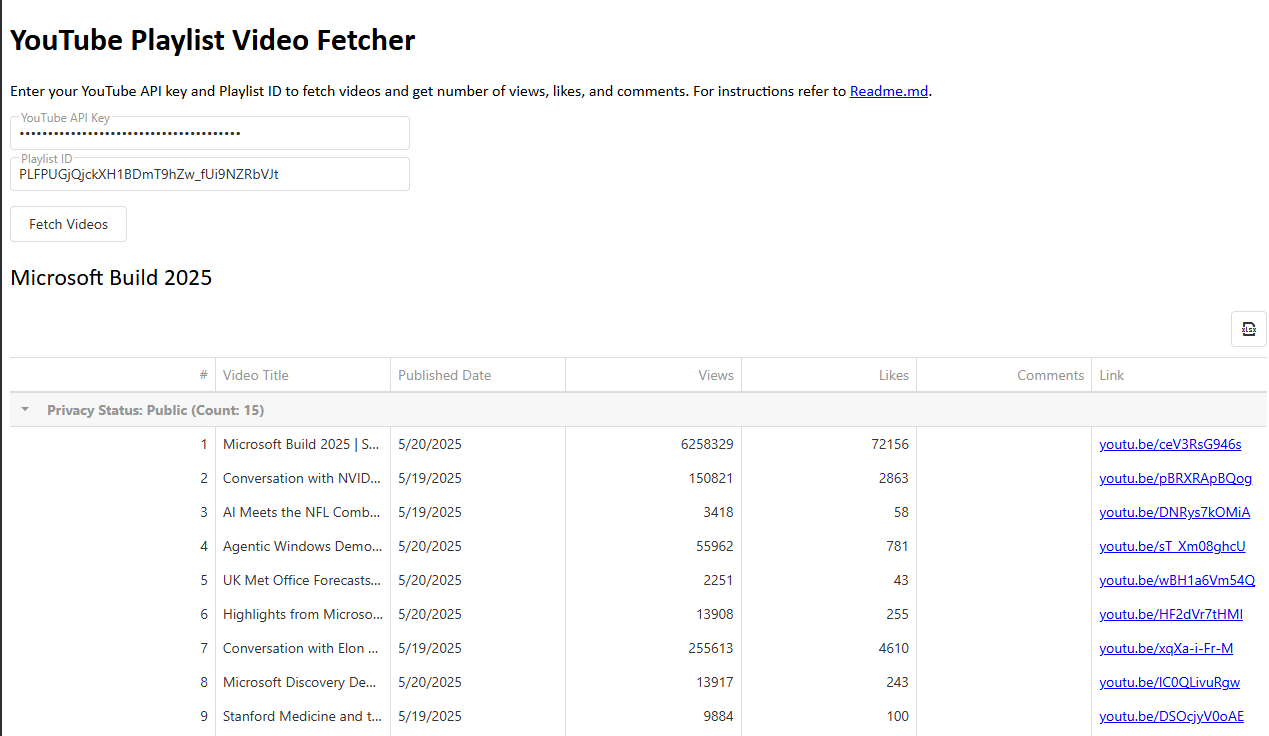 YouTube Playlist Video Fetcher
Enter your YouTube API key and Playlist ID to fetch videos and get number of views, likes, and comments. For instructions refer to Readme.md.
YouTube API Key
••••••••••••••••••••••••••••••••••••••• 
Playlist ID
PLFPUGjQjckXH1BDmT9hZw_fUi9NZRbVJt
Fetch Videos
Microsoft Build 2025
XLSX
# Video Title Published Date Views Likes Comments Link
Privacy Status: Public (Count: 15)
1 Microsoft Build 2025 | S... 5/20/2025 6258329 72156 youtu.be/ceV3RsG946s
2 Conversation with NVID... 5/19/2025 150821 2863 youtu.be/pBRXRApBQog
3 AI Meets the NFL Comb... 5/19/2025 3418 58 youtu.be/DNRys7kOMiA
4 Agentic Windows Demo... 5/20/2025 55962 781 youtu.be/sT_Xm08ghcU
5 UK Met Office Forecasts... 5/20/2025 2251 43 youtu.be/wBH1a6Vm54Q
6 Highlights from Microso... 5/20/2025 13908 255 youtu.be/HF2dVr7tHMI
7 Conversation with Elon ... 5/19/2025 255613 4610 youtu.be/xqXa-i-Fr-M
8 Microsoft Discovery De... 5/20/2025 13917 243 youtu.be/IC0QLivuRgw
9 Stanford Medicine and t... 5/19/2025 9884 100 youtu.be/DSOcjyV0oAE